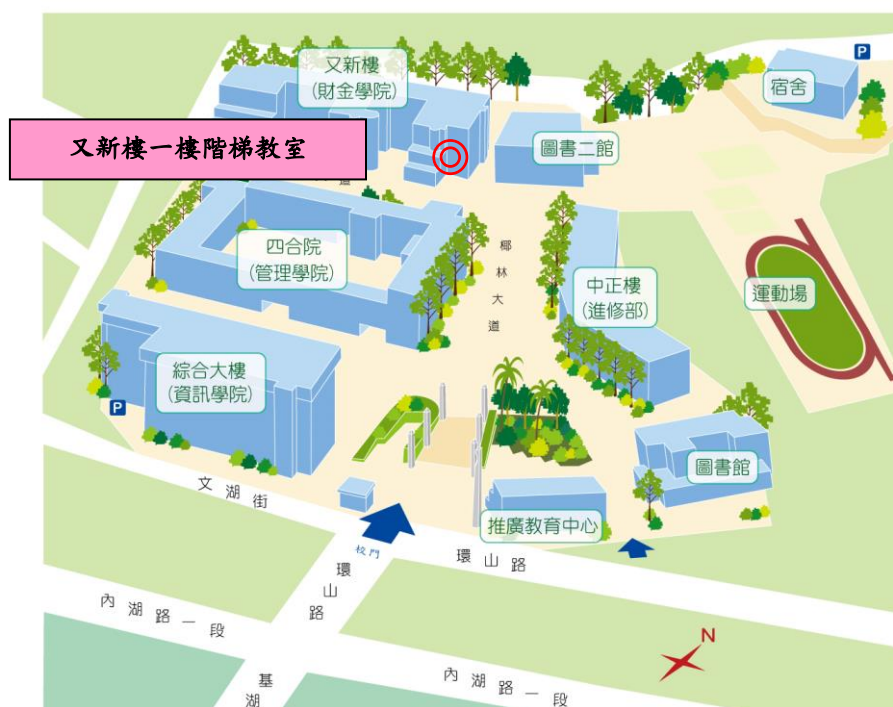 又新樓
(財金學院)
P
宿舍
又新樓一樓階梯教室
圖書二館
道
四合院
(管理學院)
椰林大道
中正樓
(進修部)
運動場
綜合大樓
(資訊學院)
P
圖書館
文湖街
推廣教育中心
校門
環山路
環山路
內湖路一段
N
內湖路一段
基湖